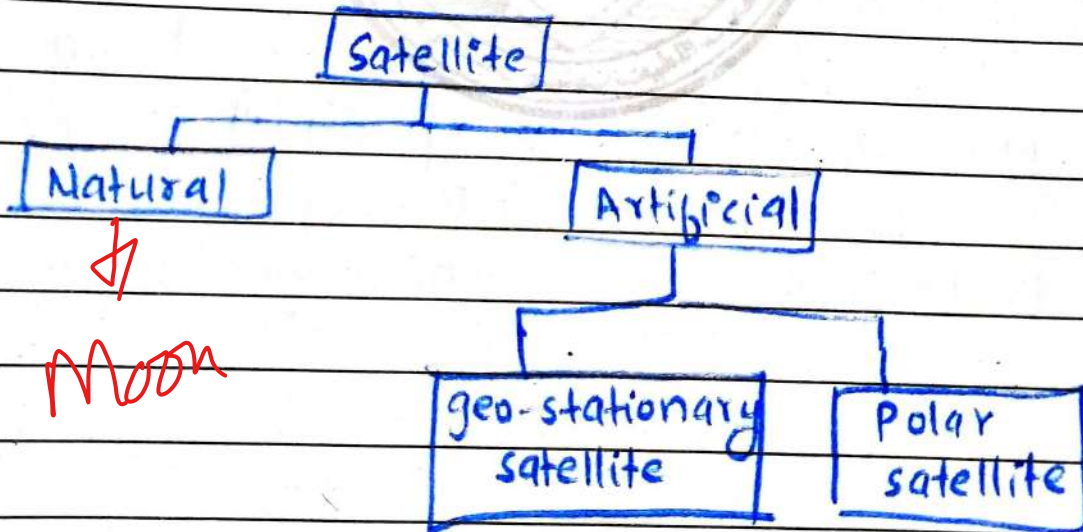 Satellite
Natural
Artificial
Moon
geo-stationary
satellite
Polar
satellite